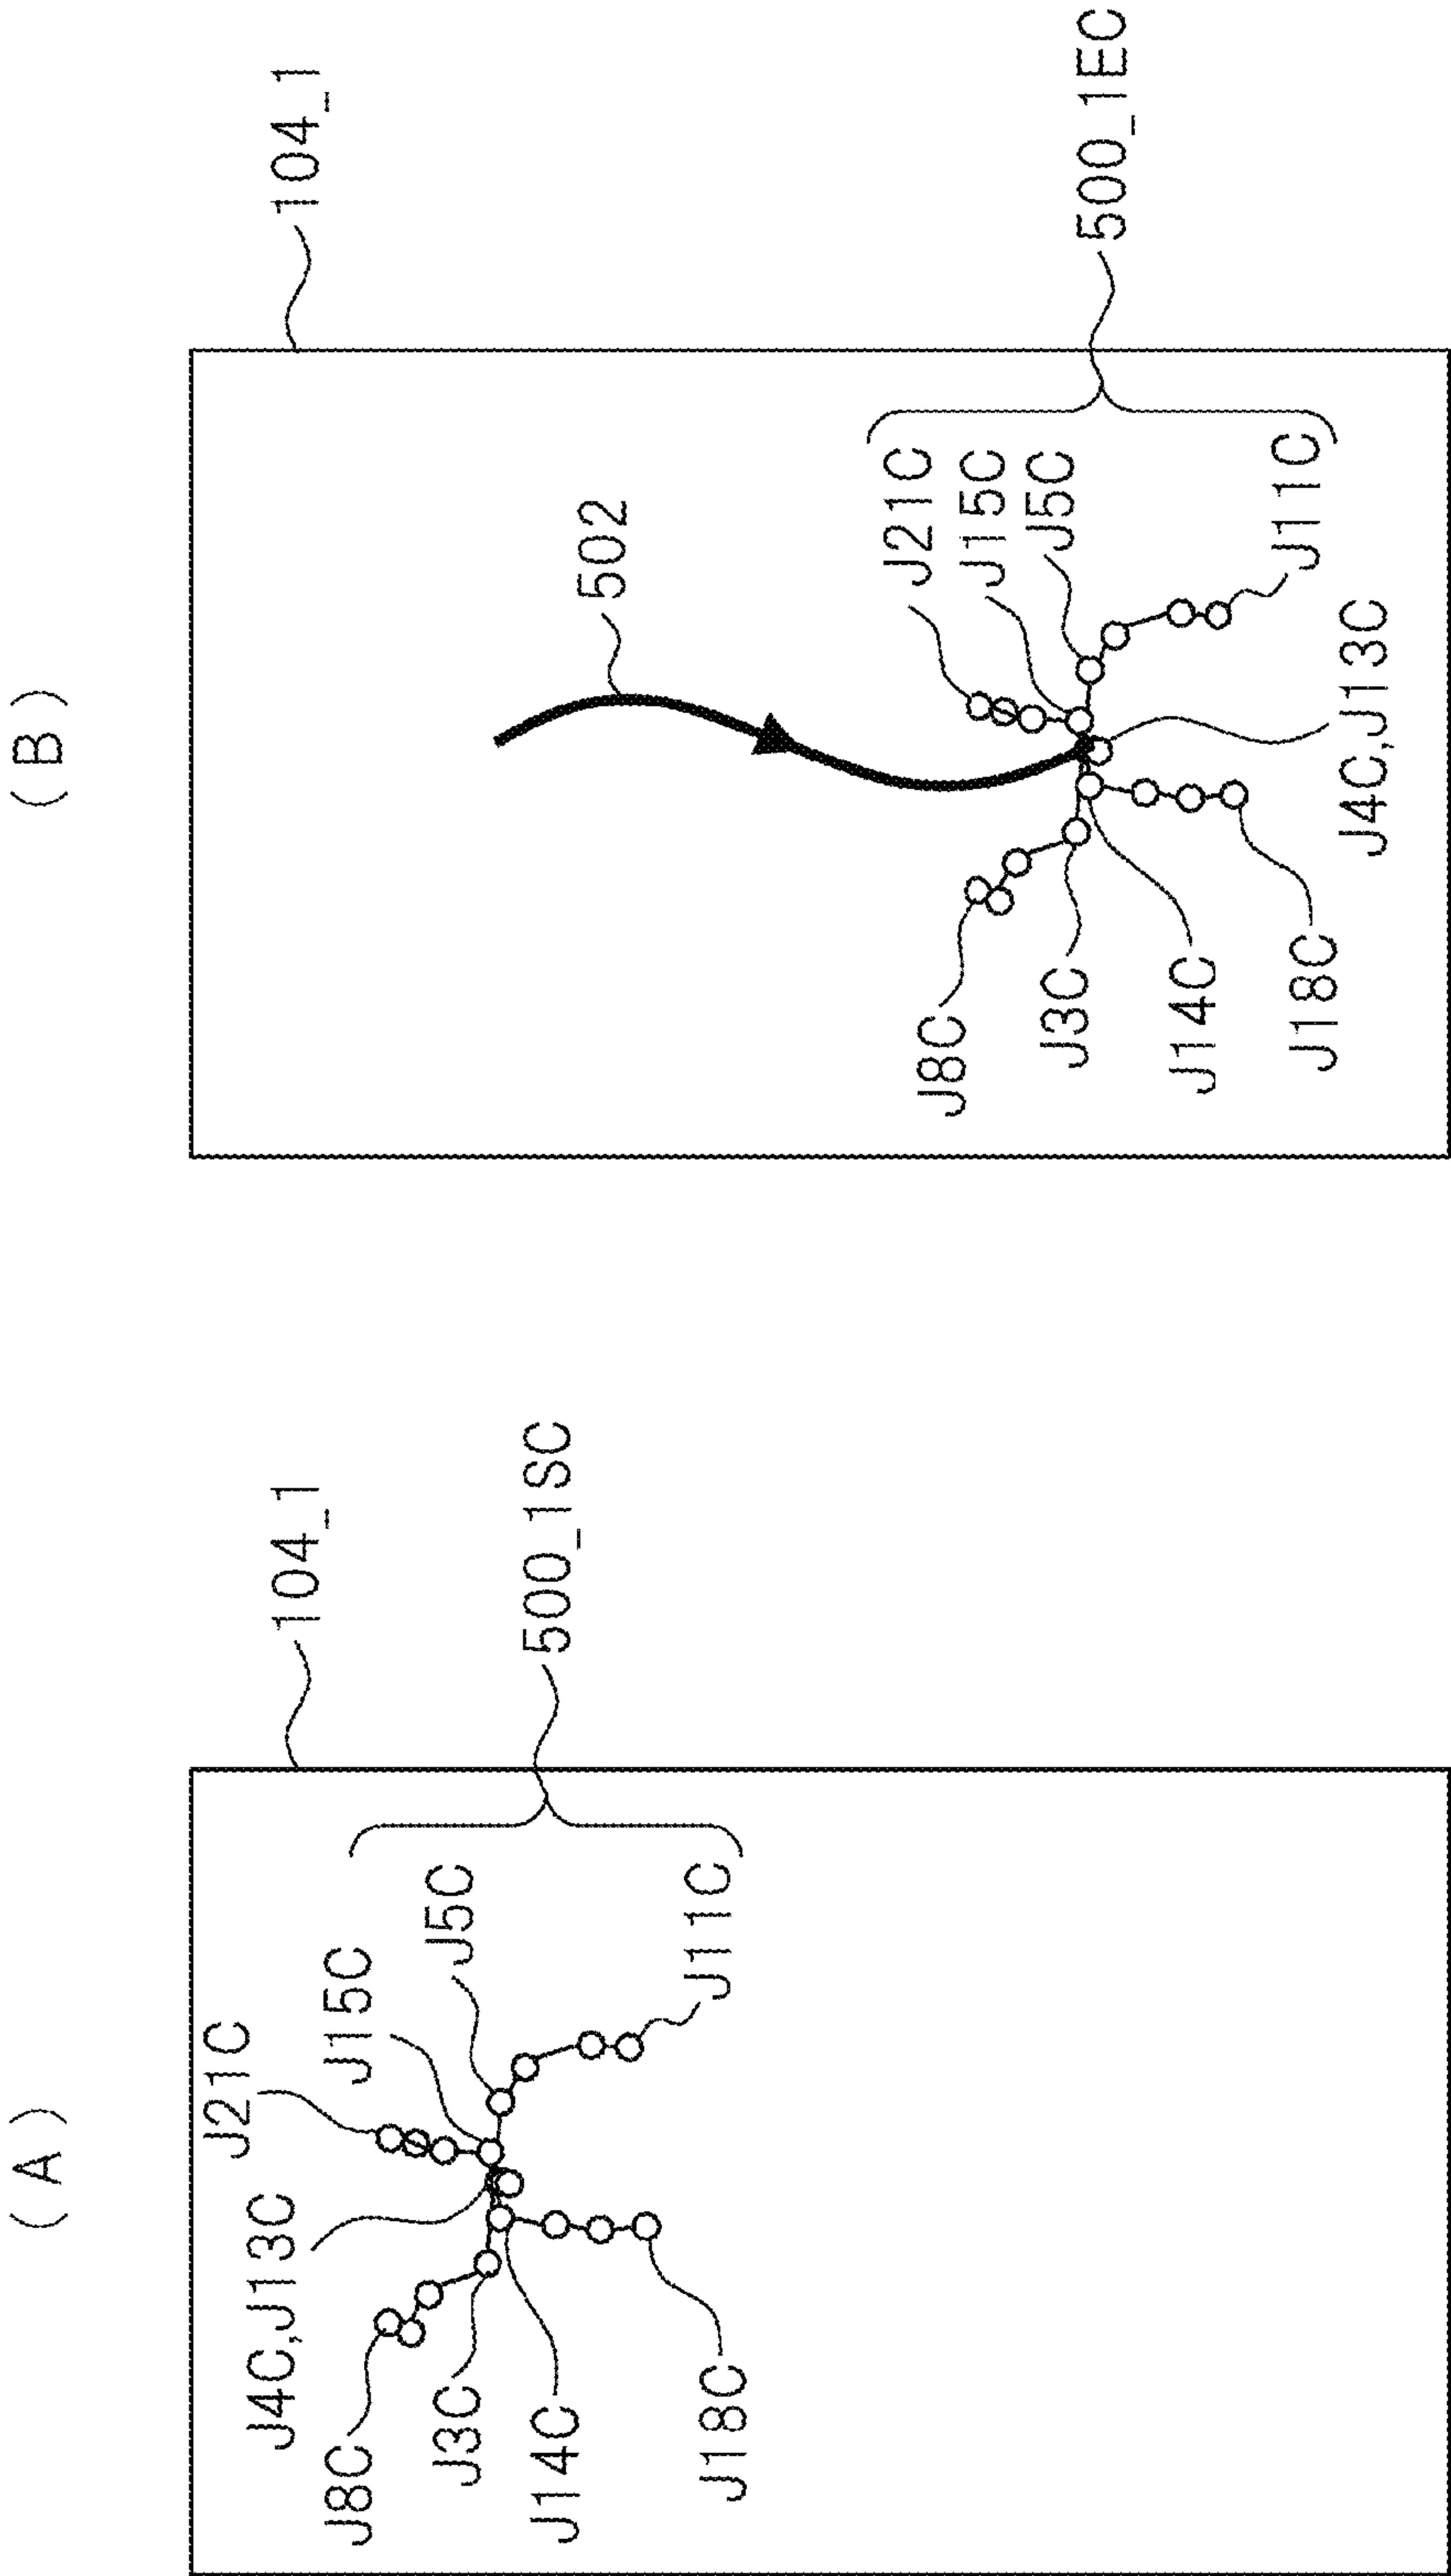 ( A )
104_1
J21C
J4C,J13C
J15C
J8C
J5C
500_1SC
J3C
J14C
J11C
J18C
( B )
104_1
502
J21C
J8C
J15C
J5C
J3C
500_1EC
J14C
J11C
J18C
J4C,J13C